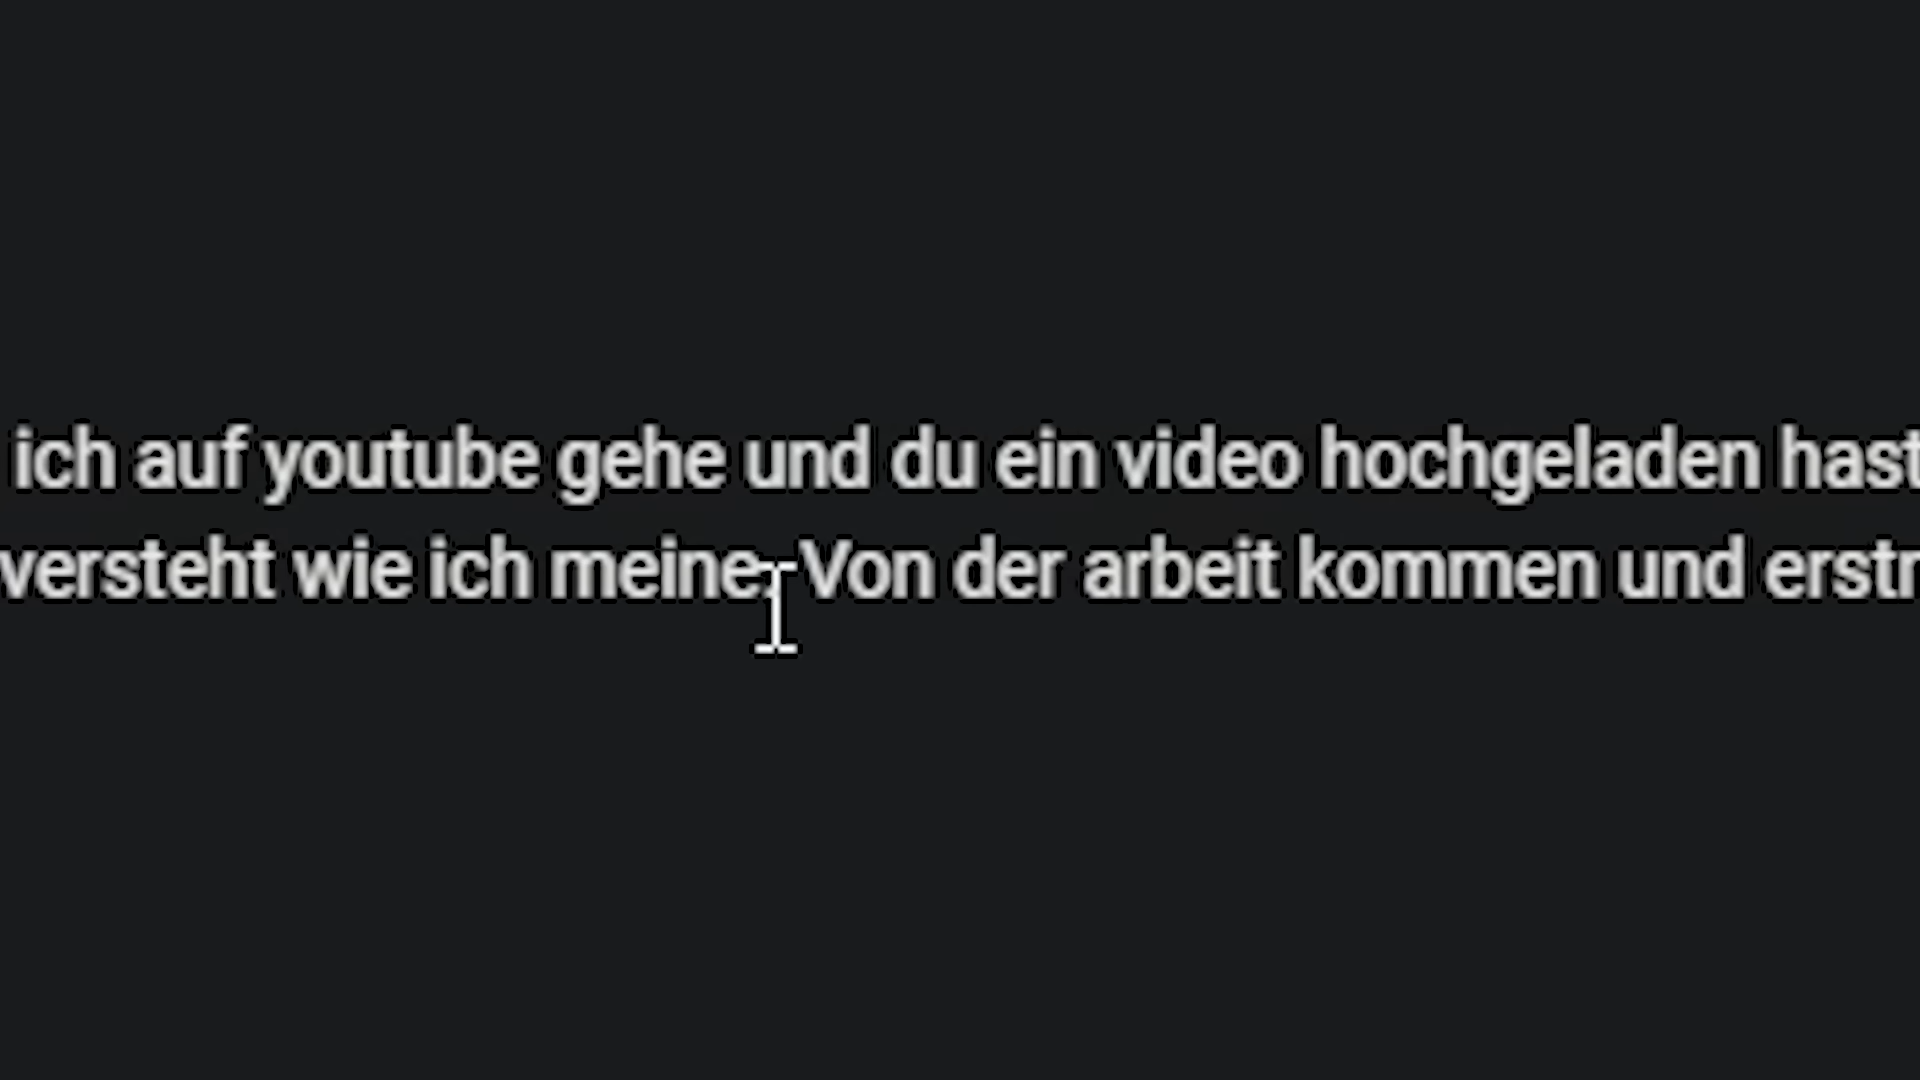 ich auf youtube gehe und du ein video hochgeladen hast
versteht wie ich meine. Von der arbeit kommen und